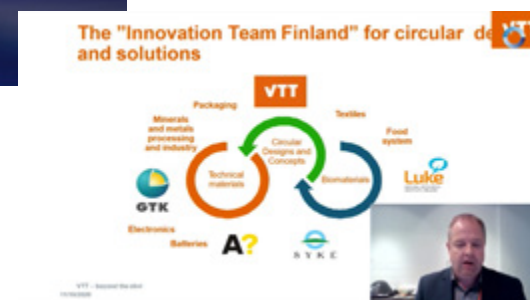 The "Innovation Team Finland" for circular de
and solutions
VTT
VTT
Packaging
Textiles
Minerals
and metals
processing
and industry
Food
system
Circular
Designs and
Concepts
Technical
materials
Biomaterials
Luke
GTK
Electronics
Batteries
A?
SYKE
VTT – beyond the obvious